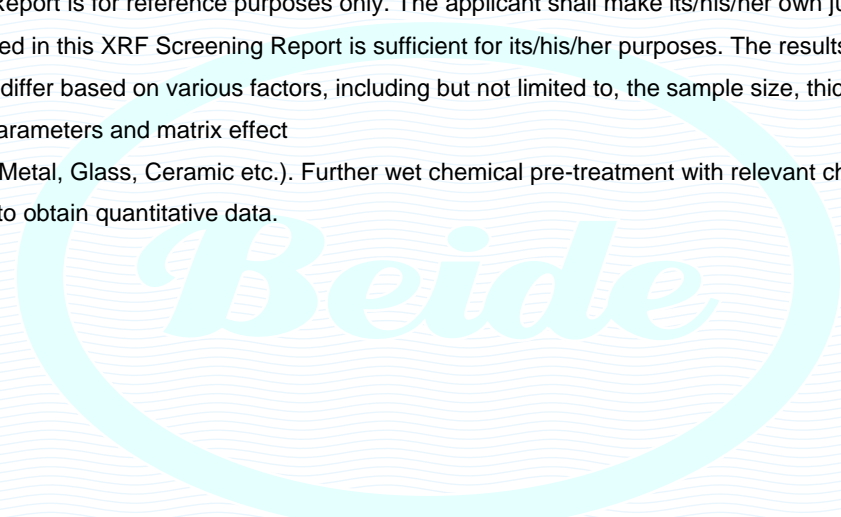 Report is for reference purposes only. The applicant shall make its/his/her own
ed in this XRF Screening Report is sufficient for its/his/her purposes. The results
differ based on various factors, including but not limited to, the sample size,
arameters and matrix effect
Metal, Glass, Ceramic etc.). Further wet chemical pre-treatment with relevant
to obtain quantitative data.
Beide